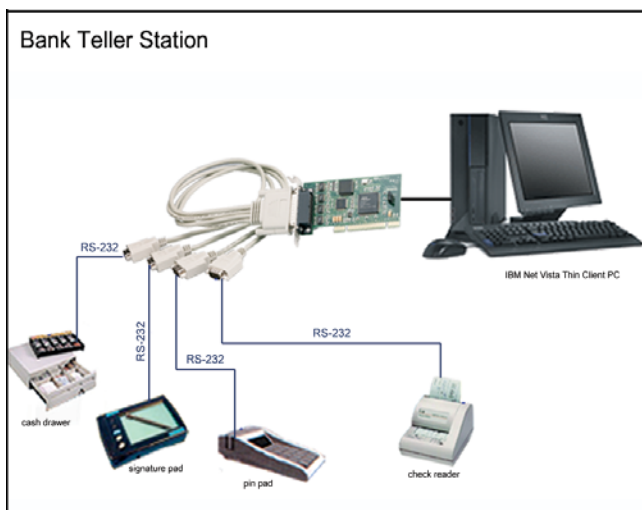 Bank Teller Station
IBM Net Vista Thin Client PC
RS-232
RS-232
RS-232
RS-232
cash drawer
signature pad
pin pad
check reader